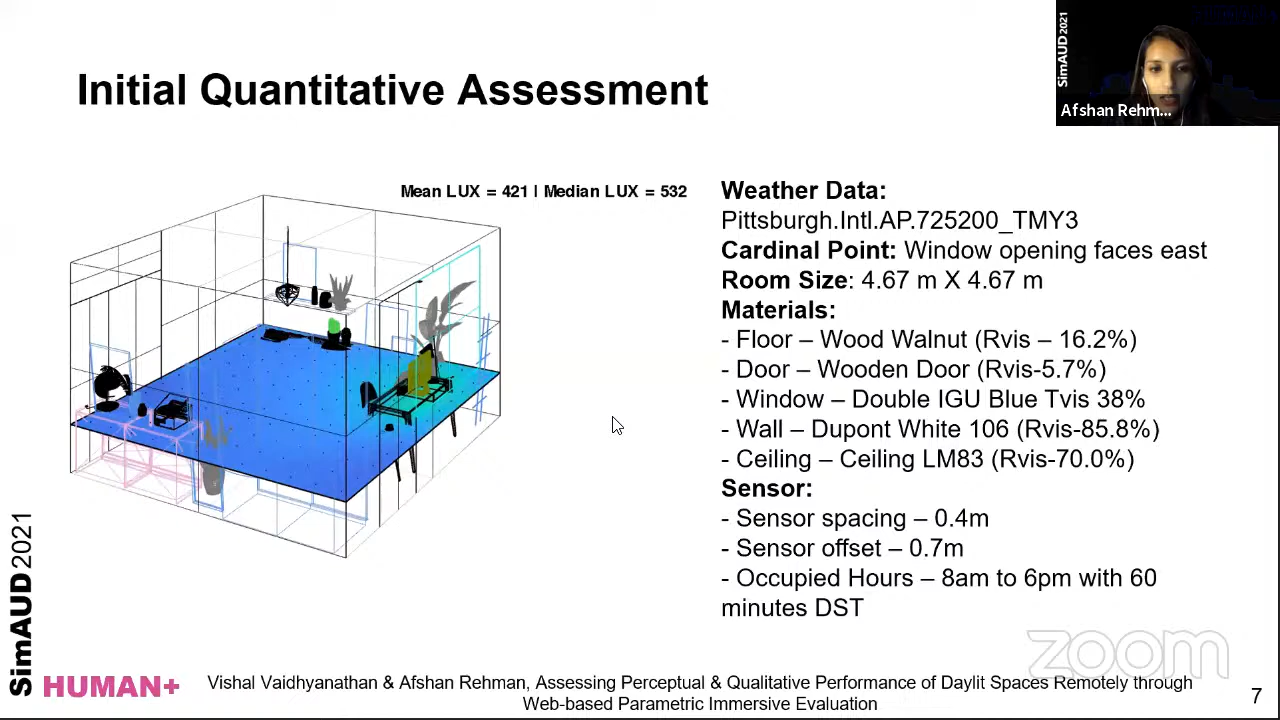 SimAUD2021
Afshan Rehm...
Initial Quantitative Assessment
Mean LUX = 421 | Median LUX = 532
Weather Data:
Pittsburgh.Intl.AP.725200_TMY3
Cardinal Point: Window opening faces east
Room Size: 4.67 m X 4.67 m
Materials:
- Floor – Wood Walnut (Rvis – 16.2%)
- Door – Wooden Door (Rvis-5.7%)
- Window – Double IGU Blue Tvis 38%
- Wall – Dupont White 106 (Rvis-85.8%)
- Ceiling – Ceiling LM83 (Rvis-70.0%)
Sensor:
- Sensor spacing – 0.4m
- Sensor offset – 0.7m
- Occupied Hours – 8am to 6pm with 60
minutes DST
zoom
SimAUD2021
HUMAN+
Vishal Vaidhyanathan & Afshan Rehman, Assessing Perceptual & Qualitative Performance of Daylit Spaces Remotely through
Web-based Parametric Immersive Evaluation
7